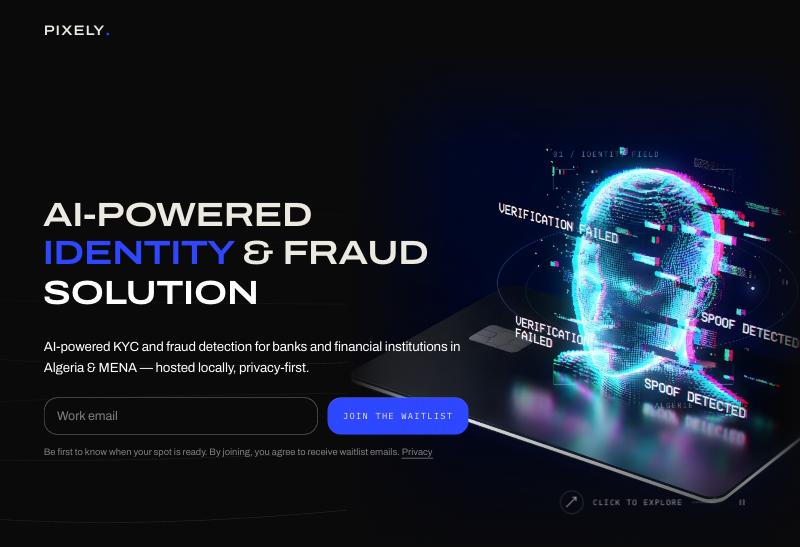 PIXELY.
AI-POWERED
IDENTITY & FRAUD
SOLUTION
AI-powered KYC and fraud detection for banks and financial institutions in
Algeria & MENA — hosted locally, privacy-first.
Work email
JOIN THE WAITLIST
Be first to know when your spot is ready. By joining, you agree to receive waitlist emails. Privacy
01 / IDENTITY FIELD
VERIFICATION FAILED
SPOOF DETECTED
VERIFICATION
FAILED
SPOOF DETECTED
ALGERIE
CLICK TO EXPLORE